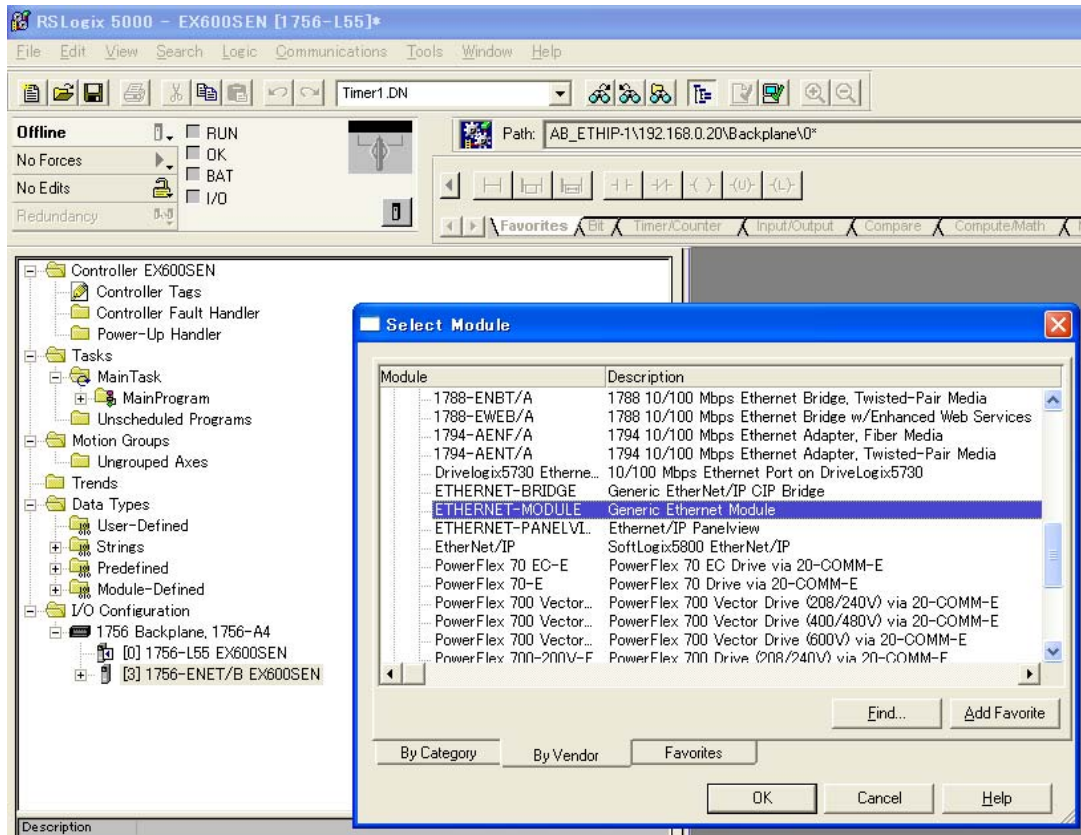 RSLogix 5000 - EX600SEN [1756-L55]*
File Edit View Search Logic Communications Tools Window Help
Timer1.DN
Offline
RUN
No Forces
OK
No Edits
BAT
Redundancy
I/O
Path: AB_ETHIP-1\192.168.0.20\Backplane\0*
Favorites Bit Timer/Counter Input/Output Compare Compute/Math
Controller EX600SEN
Controller Tags
Controller Fault Handler
Power-Up Handler
Tasks
MainTask
MainProgram
Unscheduled Programs
Motion Groups
Ungrouped Axes
Trends
Data Types
User-Defined
Strings
Predefined
Module-Defined
I/O Configuration
1756 Backplane, 1756-A4
[0] 1756-L55 EX600SEN
[3] 1756-ENET/B EX600SEN
Description
Select Module
Module Description
1788-ENBT/A 1788 10/100 Mbps Ethernet Bridge, Twisted-Pair Media
1788-EWEB/A 1788 10/100 Mbps Ethernet Bridge w/Enhanced Web Services
1794-AENF/A 1794 10/100 Mbps Ethernet Adapter, Fiber Media
1794-AENT/A 1794 10/100 Mbps Ethernet Adapter, Twisted-Pair Media
Drivelogix5730 Etherne... 10/100 Mbps Ethernet Port on DriveLogix5730
ETHERNET-BRIDGE Generic EtherNet/IP CIP Bridge
ETHERNET-MODULE Generic Ethernet Module
ETHERNET-PANELVI... Ethernet/IP Panelview
EtherNet/IP SoftLogix5800 EtherNet/IP
PowerFlex 70 EC-E PowerFlex 70 EC Drive via 20-COMM-E
PowerFlex 70-E PowerFlex 70 Drive via 20-COMM-E
PowerFlex 700 Vector... PowerFlex 700 Vector Drive (208/240V) via 20-COMM-E
PowerFlex 700 Vector... PowerFlex 700 Vector Drive (400/480V) via 20-COMM-E
PowerFlex 700 Vector... PowerFlex 700 Vector Drive (600V) via 20-COMM-E
PowerFlex 700-200V-E PowerFlex 700 Drive (208/240V) via 20-COMM-E
Find... Add Favorite
By Category By Vendor Favorites
OK Cancel Help